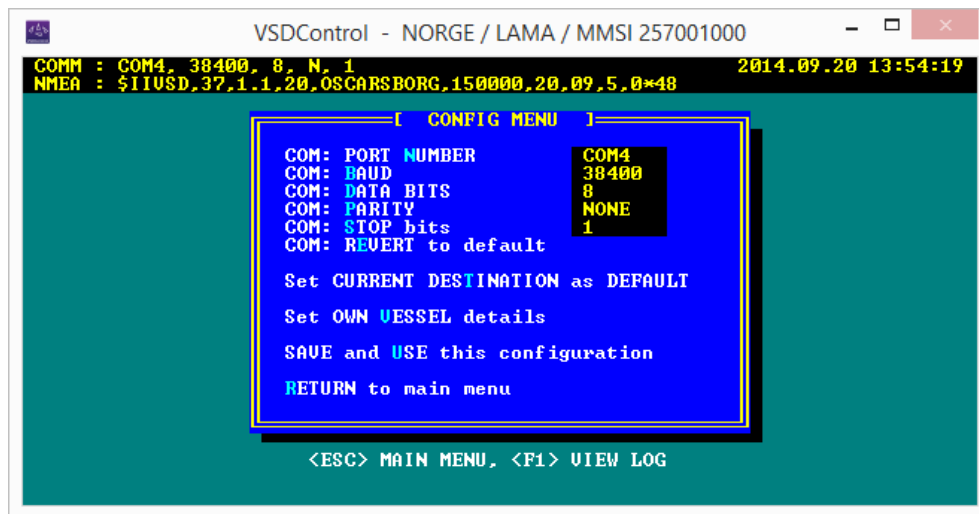 VSDControl - NORGE / LAMA / MMSI 257001000
COMM : COM4, 38400, 8, N, 1 2014.09.20 13:54:19
NMEA : $IIVSD,37,1.1,20,OSCARSBORG,150000,20,09,5,0*48
[ CONFIG MENU ]
COM: PORT NUMBER COM4
COM: BAUD 38400
COM: DATA BITS 8
COM: PARITY NONE
COM: STOP bits 1
COM: REVERT to default
Set CURRENT DESTINATION as DEFAULT
Set OWN VESSEL details
SAVE and USE this configuration
RETURN to main menu
<ESC> MAIN MENU, <F1> VIEW LOG